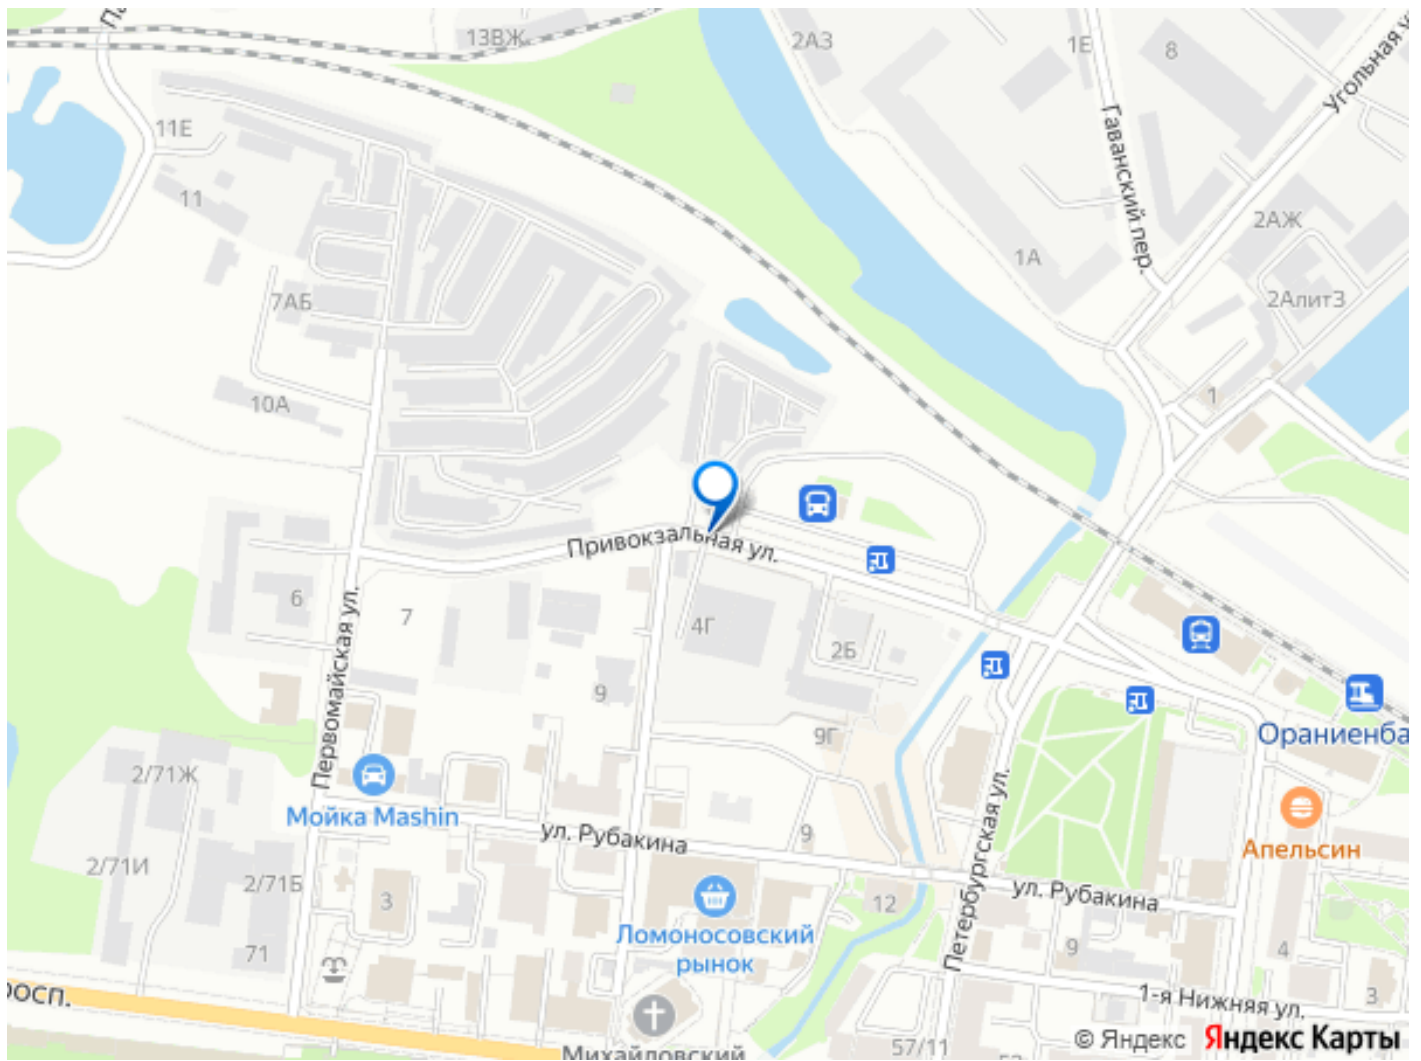 13ВЖ
2АЗ
1Е
8
Угольная у
Гаванский пер.
11Е
11
2АЖ
1А
7АБ
2АлитЗ
10А
1
Привокзальная ул.
6
7
4Г
2Б
Первомайская ул.
9
9Г
Ораниенба
2/71Ж
Мойка Mashin
ул. Рубакина
9
Апельсин
Петербургская ул.
2/71И
2/71Б
3
12
ул. Рубакина
Ломоносовский
рынок
71
9
4
росп.
1-я Нижняя ул.
3
Михайловский
57/11
© Яндекс Яндекс Карты